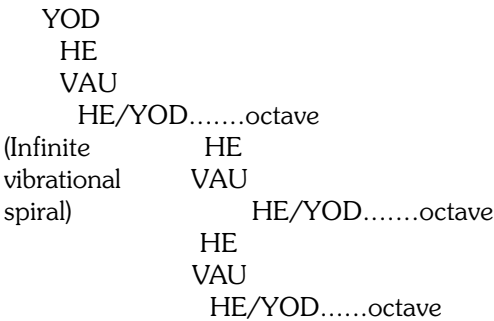 YOD
HE
VAU
HE/YOD.......octave
(Infinite HE
vibrational VAU
spiral) HE/YOD.......octave
HE
VAU
HE/YOD......octave